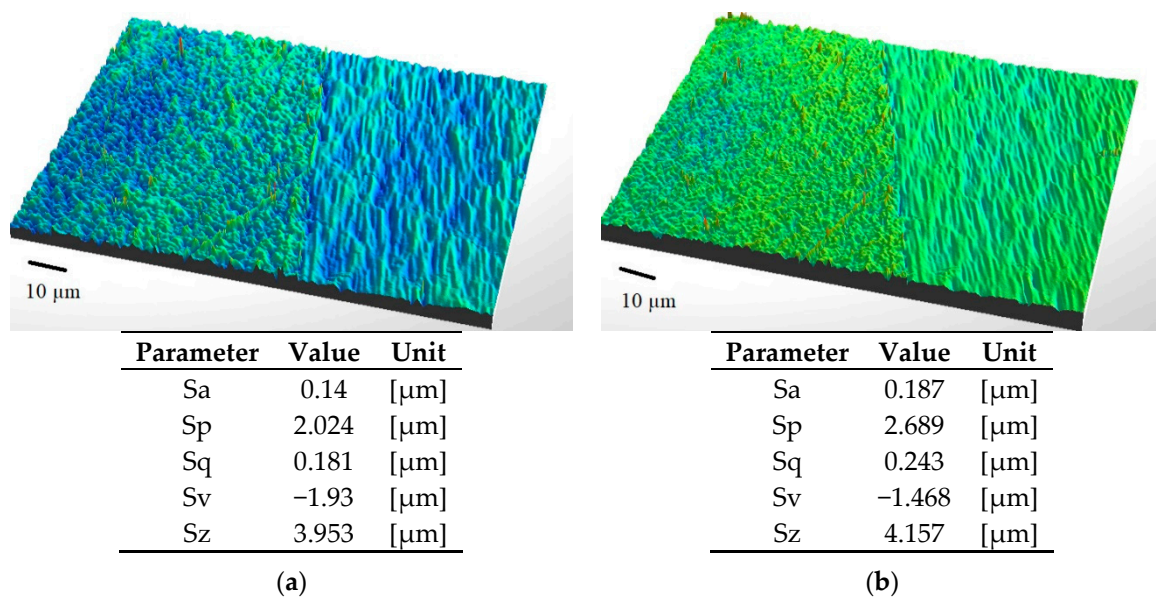 10 µm
Parameter Value Unit
Sa 0.14 [µm]
Sp 2.024 [µm]
Sq 0.181 [µm]
Sv −1.93 [µm]
Sz 3.953 [µm]
(a)
10 µm
Parameter Value Unit
Sa 0.187 [µm]
Sp 2.689 [µm]
Sq 0.243 [µm]
Sv −1.468 [µm]
Sz 4.157 [µm]
(b)